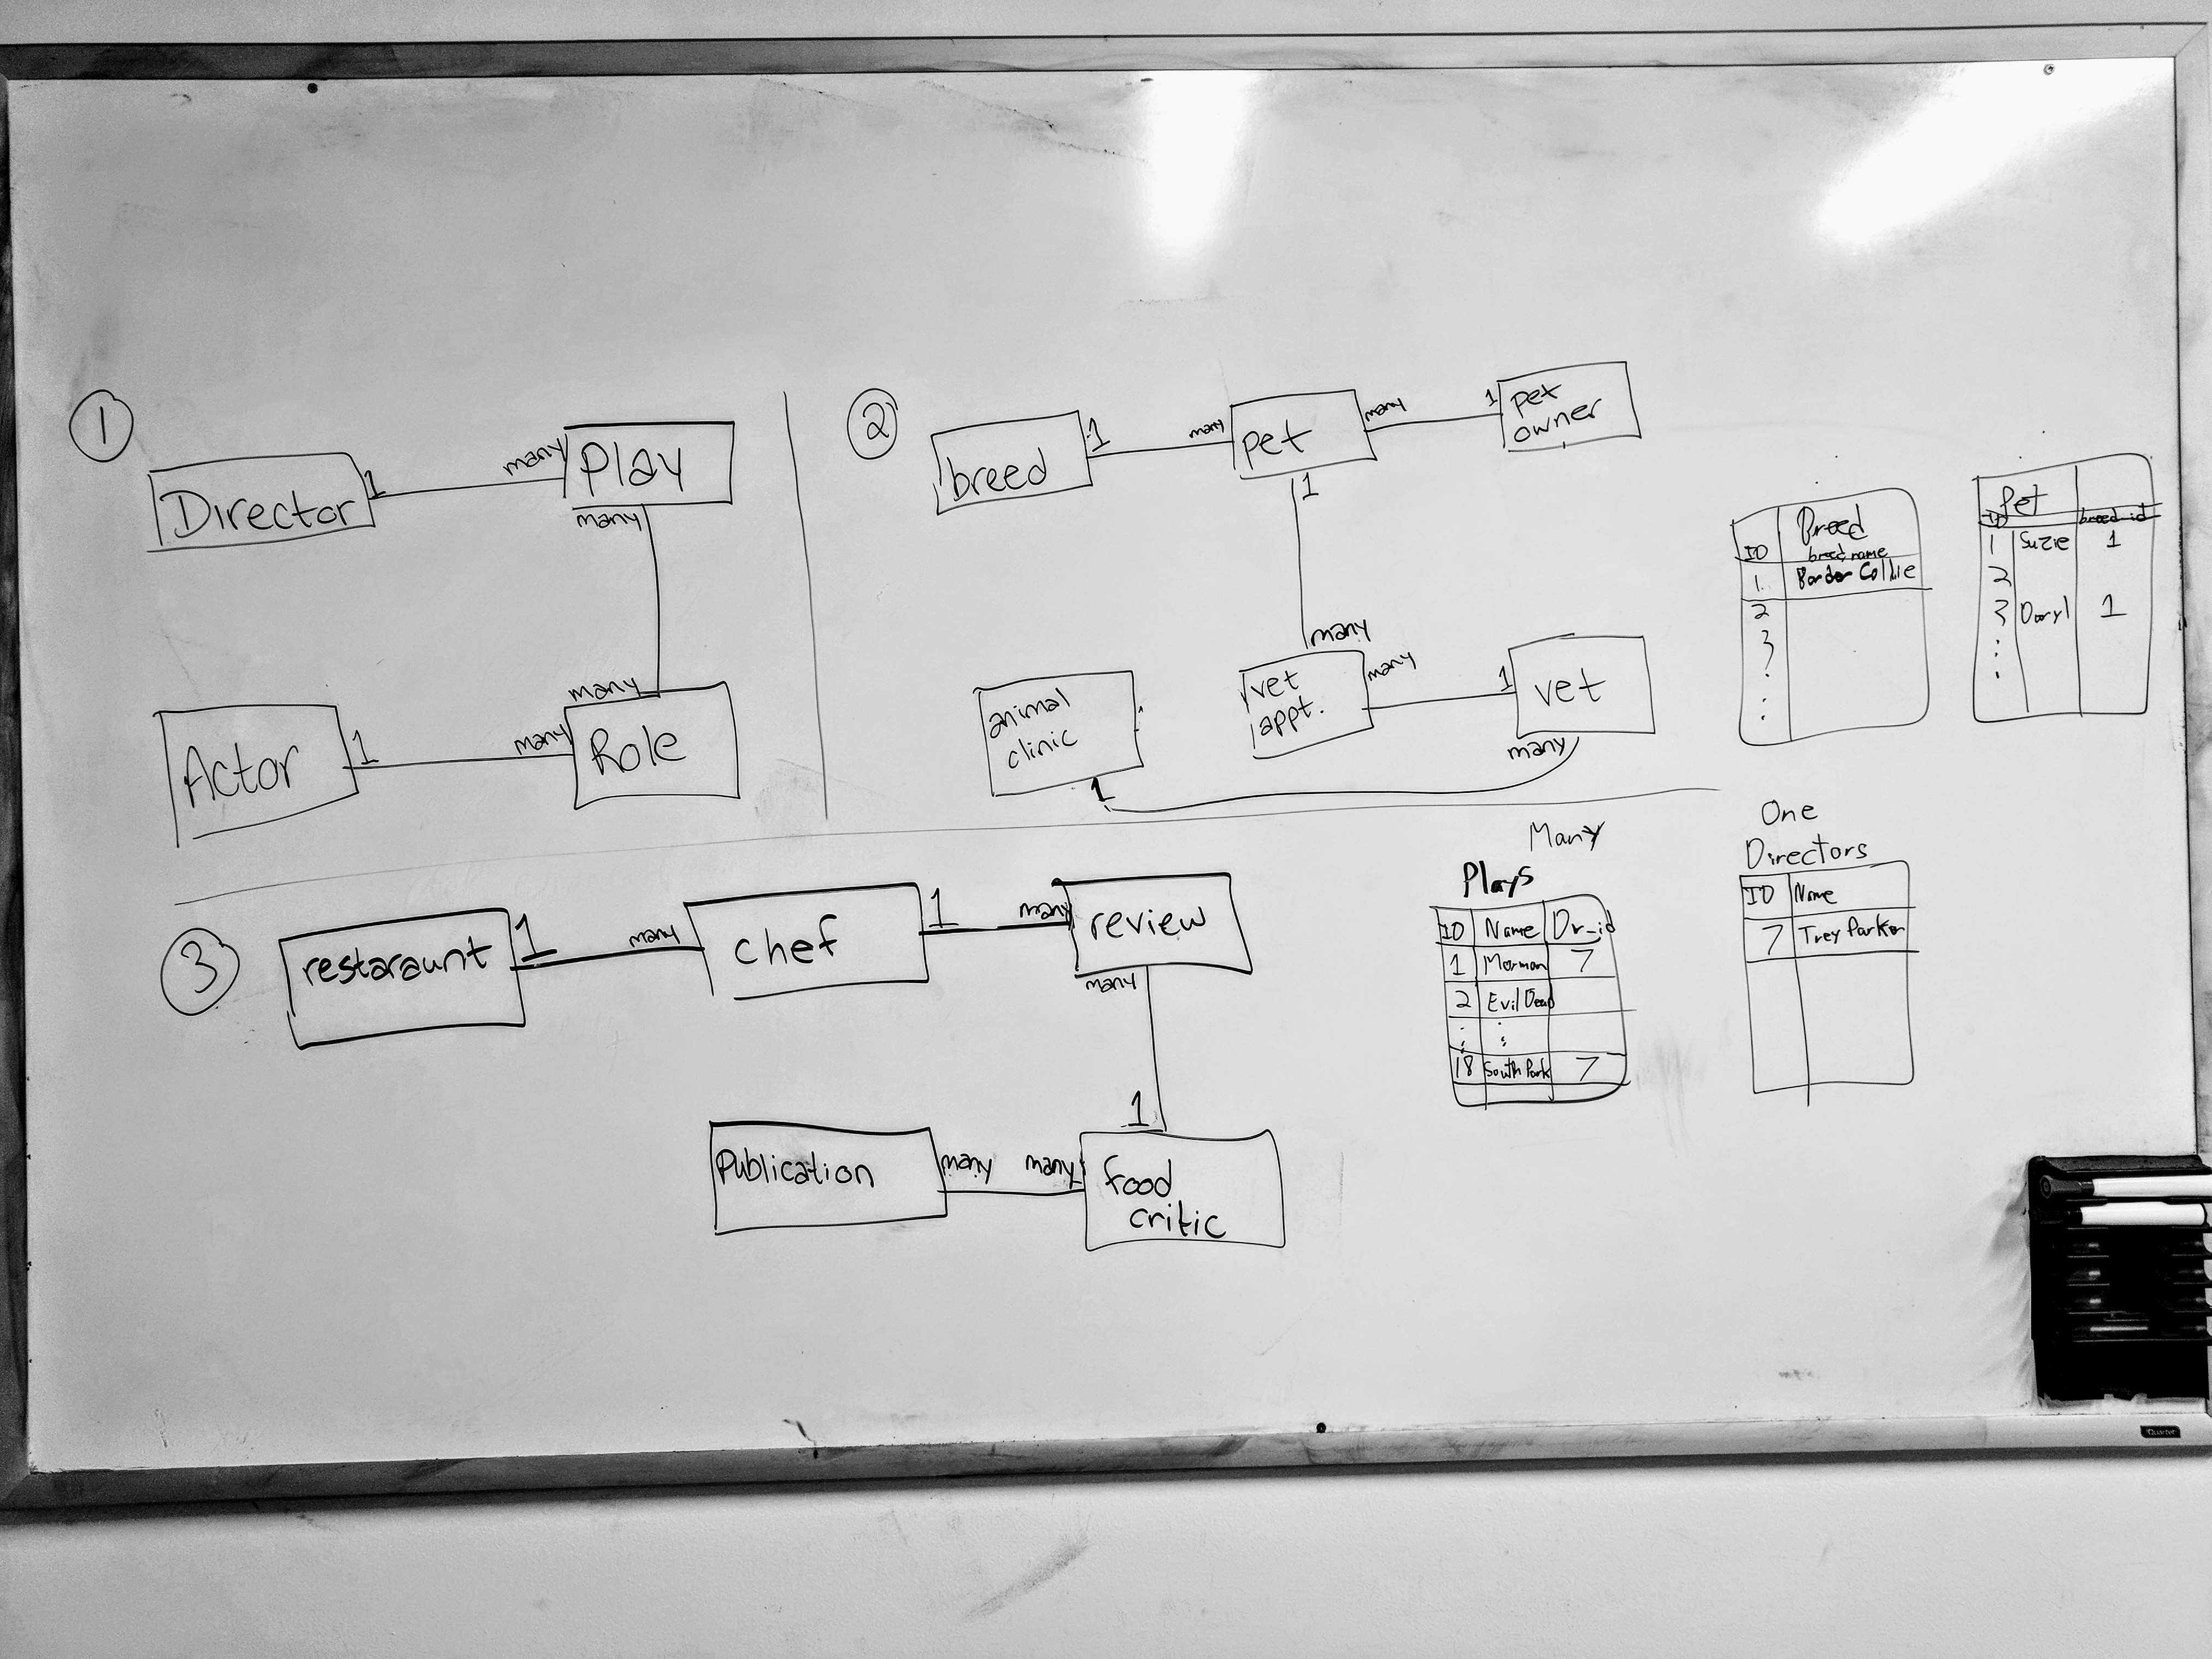 1
Director
1
many
Play
many
many
Actor
1
many
Role
2
breed
1
many
pet
many
1
pet
owner
1
many
vet
appt.
many
1
vet
many
animal
clinic
1
Breed
ID breed name
1 Border Collie
2
3
Pet
ID breed-id
1 Suzie 1
2
3 Daryl 1
3
restaraunt
1
many
chef
1
many
review
many
1
food
critic
many
many
Publication
Many
Plays
ID Name Dr_id
1 Mormon 7
2 Evil Dead
18 South Park 7
One
Directors
ID Name
7 Trey Parker
Quartet